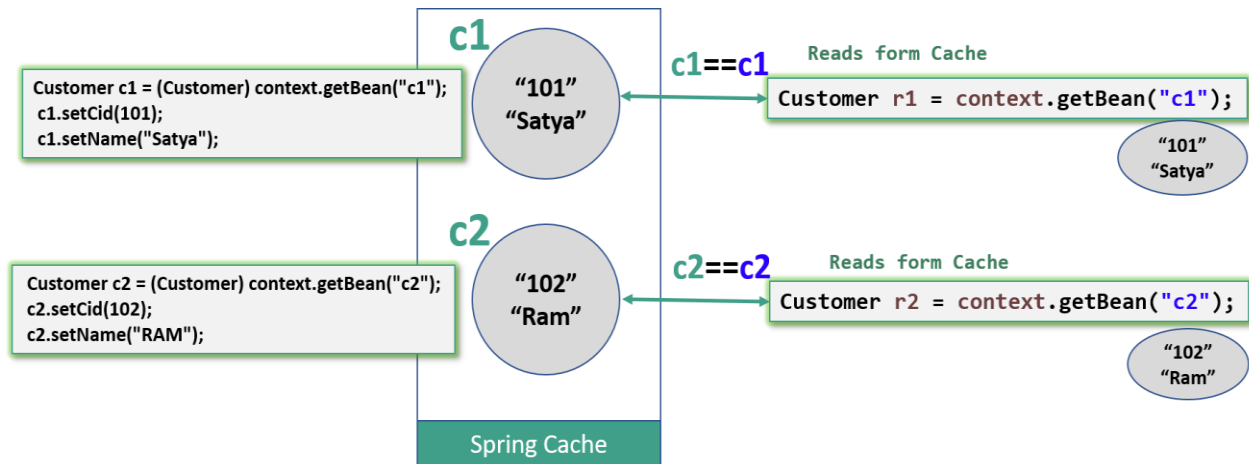 Customer c1 = (Customer) context.getBean("c1");
c1.setCid(101);
c1.setName("Satya");
c1
“101”
“Satya”
c1==c1
Reads form Cache
Customer r1 = context.getBean("c1");
“101”
“Satya”
Customer c2 = (Customer) context.getBean("c2");
c2.setCid(102);
c2.setName("RAM");
c2
“102”
“Ram”
c2==c2
Reads form Cache
Customer r2 = context.getBean("c2");
“102”
“Ram”
Spring Cache